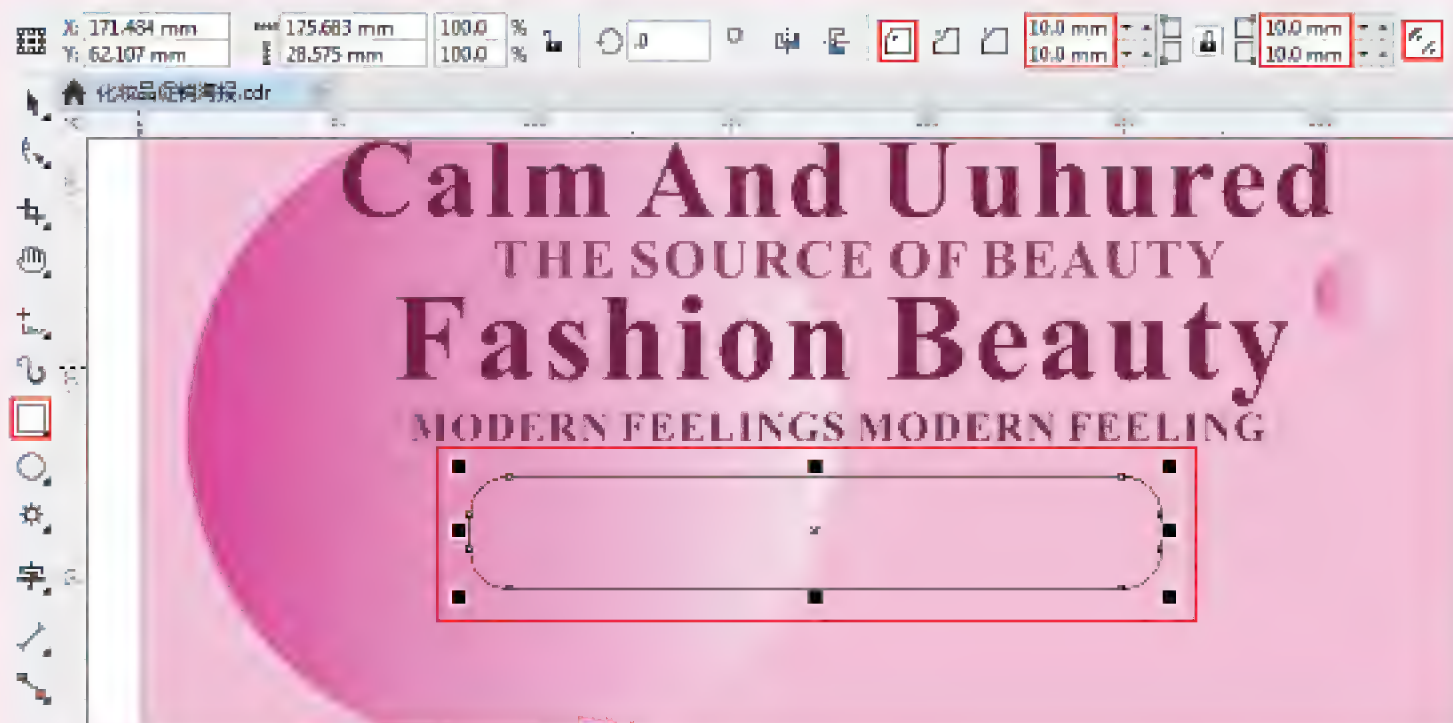 X: 171.484 mm 175.683 mm 100.0 % .0 10.0 mm 10.0 mm
Y: 62.107 mm 28.575 mm 100.0 % 10.0 mm 10.0 mm
化妆品促销海报.cdr
Calm And Uuhured
THE SOURCE OF BEAUTY
Fashion Beauty
MODERN FEELINGS MODERN FEELING
字